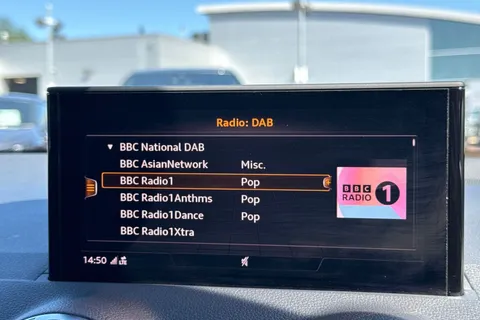 Radio: DAB
▼ BBC National DAB
BBC AsianNetwork Misc.
BBC Radio1 Pop
BBC Radio1Anthms Pop
BBC Radio1Dance Pop
BBC Radio1Xtra
BBC
RADIO 1
14:50 LTE